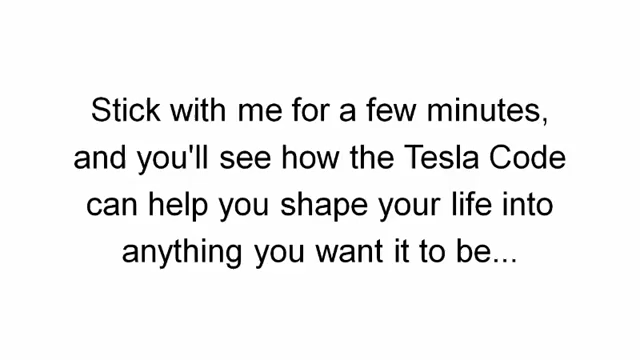 Stick with me for a few minutes,
and you'll see how the Tesla Code
can help you shape your life into
anything you want it to be...